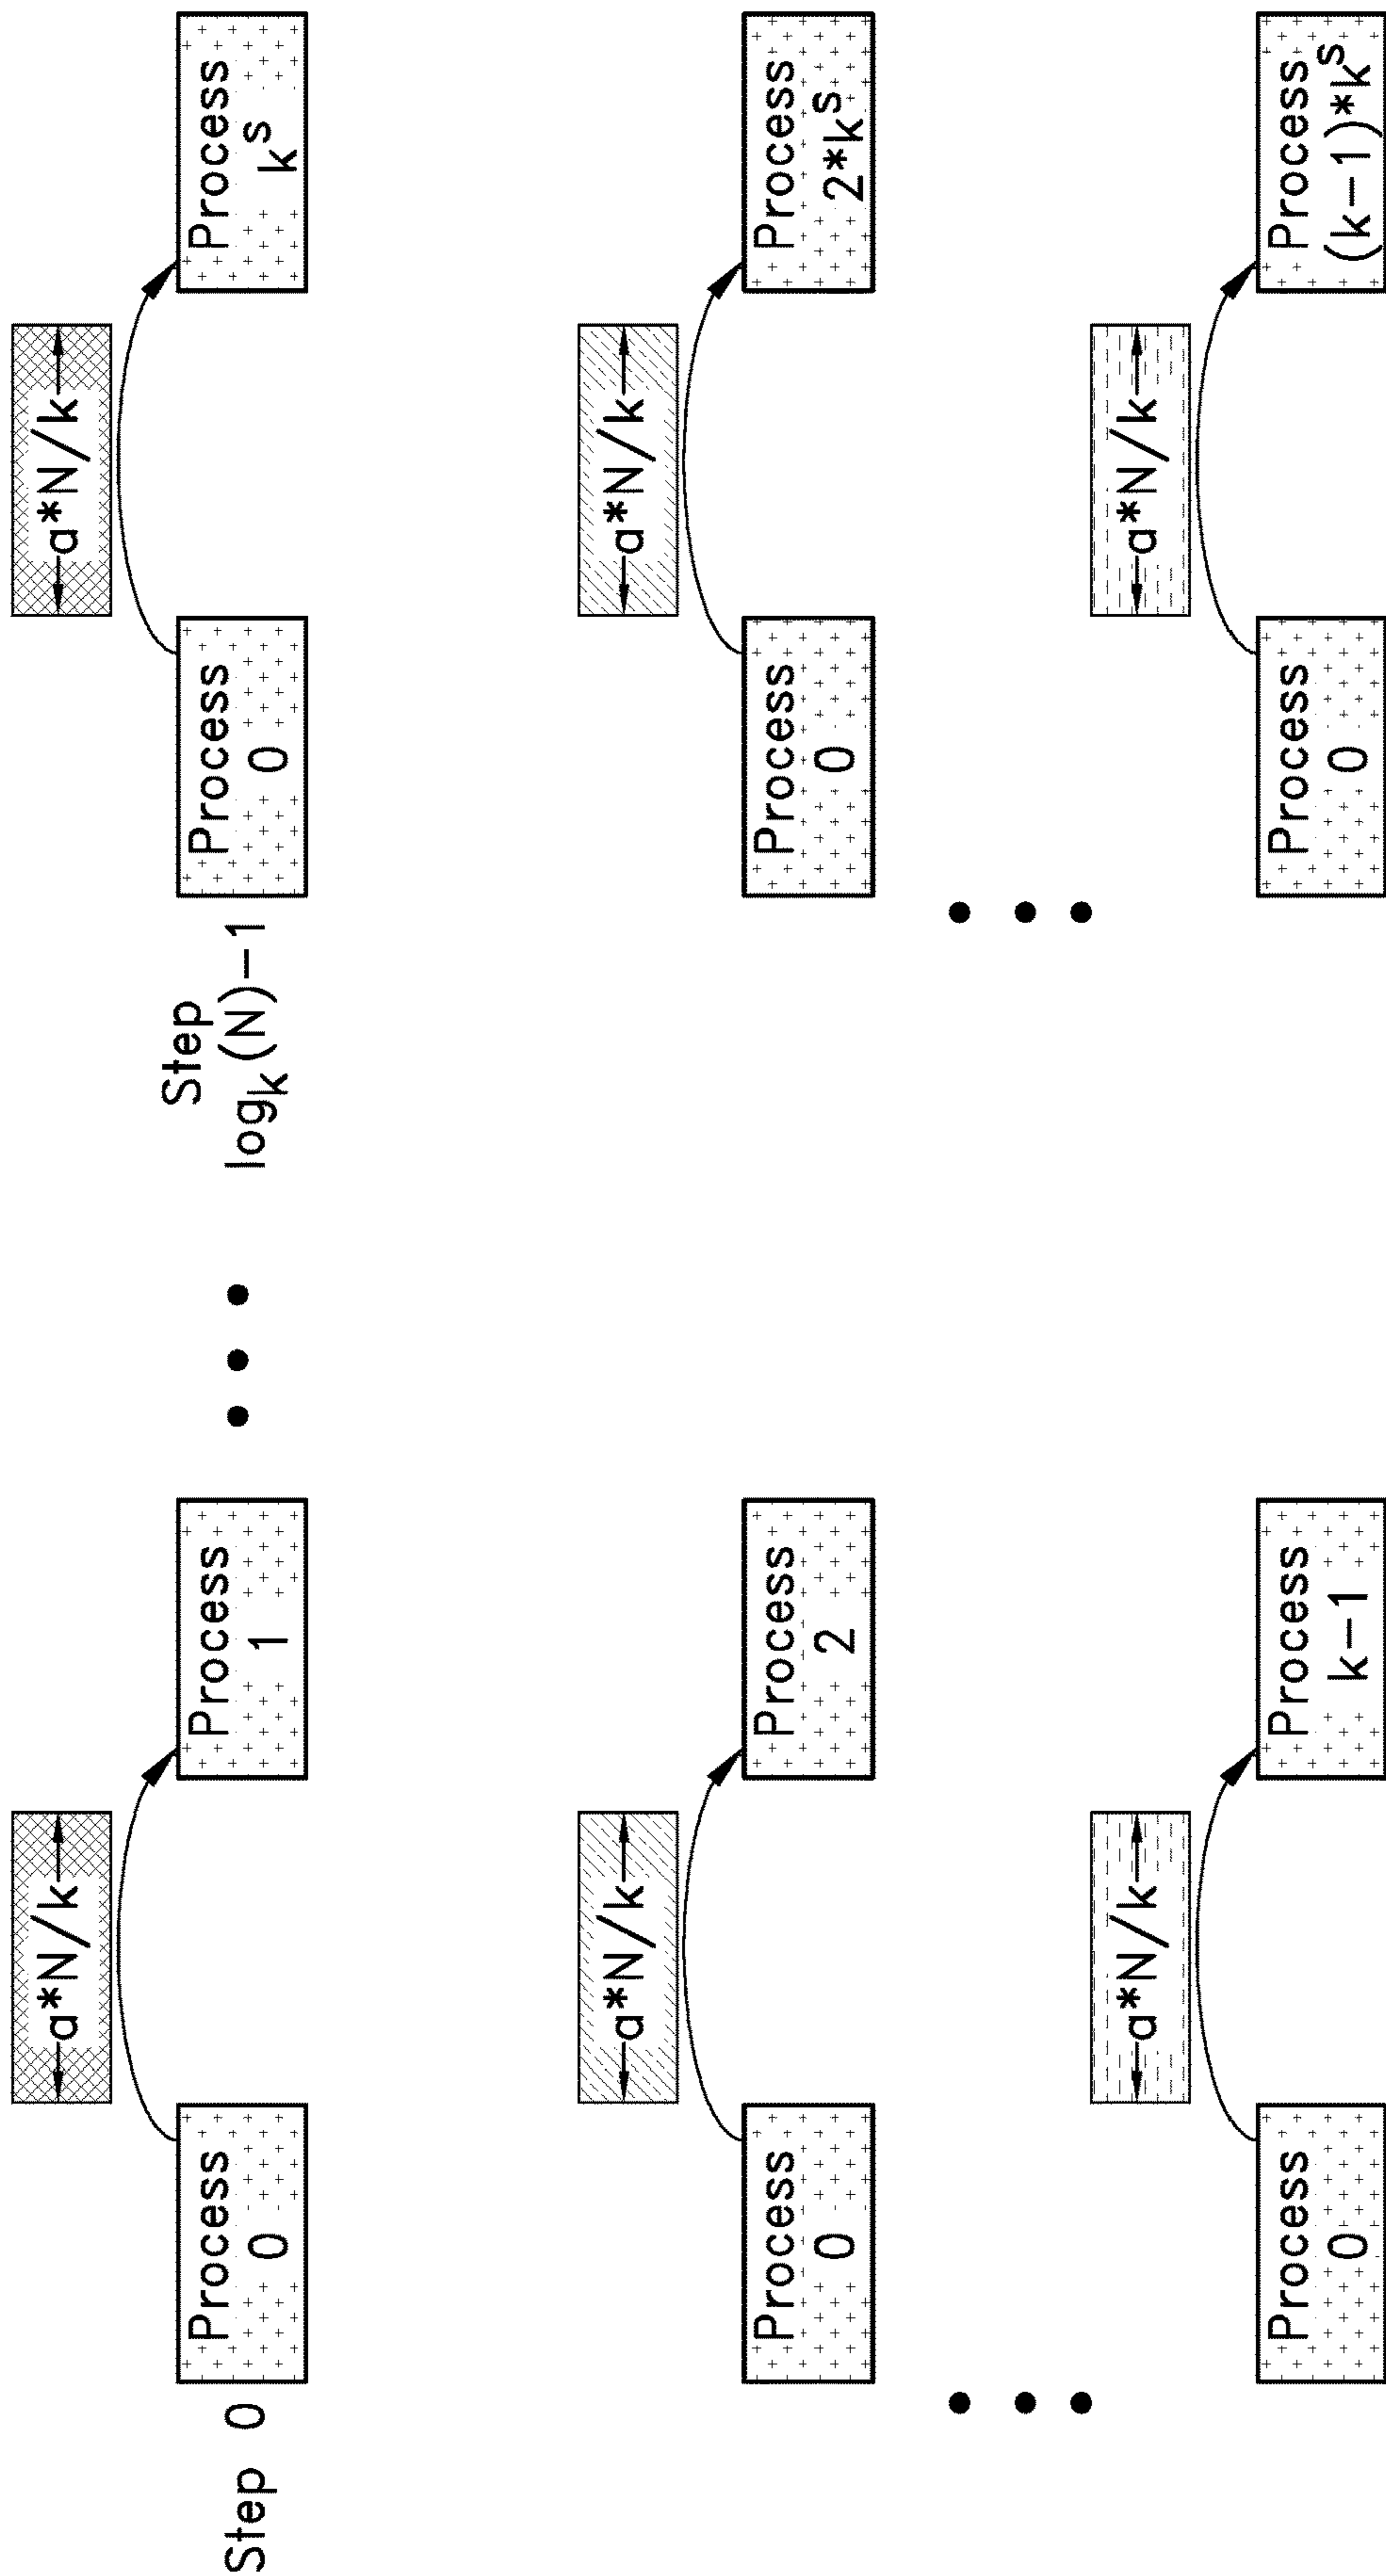 Step 0
Process
0
a*N/k
Process
1
Step
logk(N)-1
Process
0
a*N/k
Process
k^s
Process
0
a*N/k
Process
2
Process
0
a*N/k
Process
2*k^s
Process
0
a*N/k
Process
k-1
Process
0
a*N/k
Process
(k-1)*k^s